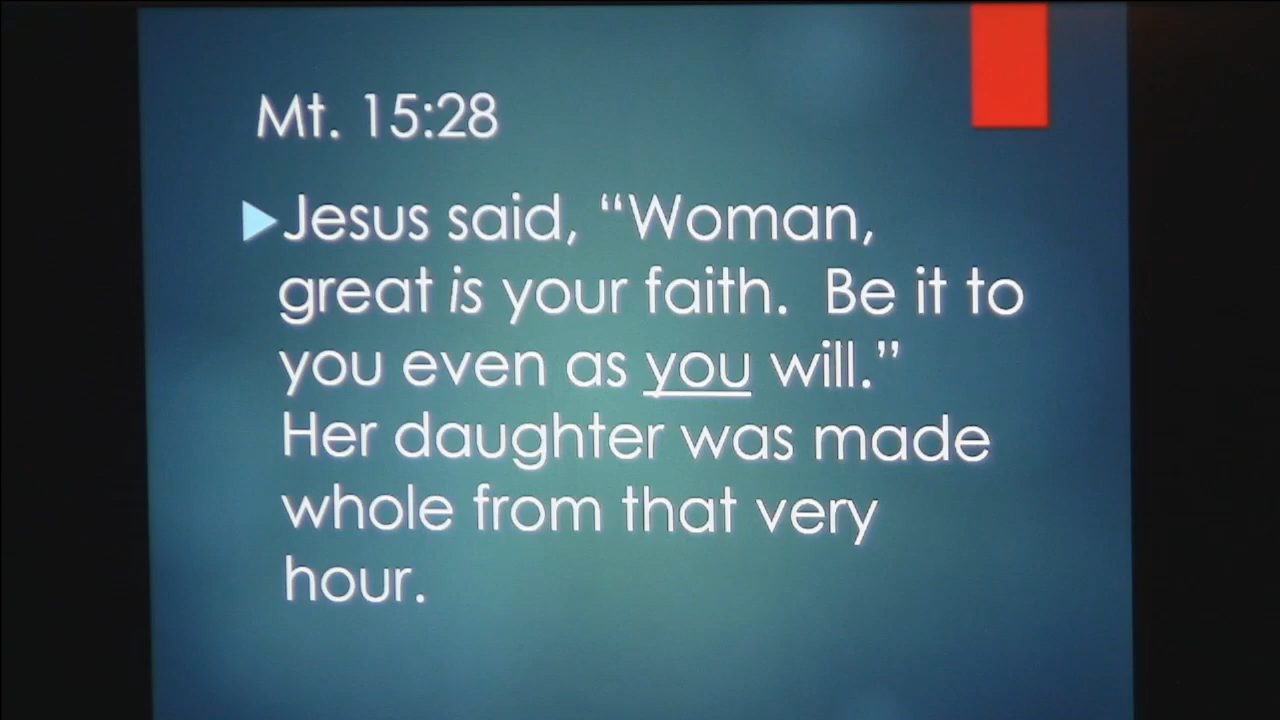 Mt. 15:28
Jesus said, “Woman,
great is your faith.  Be it to
you even as you will.”
Her daughter was made
whole from that very
hour.